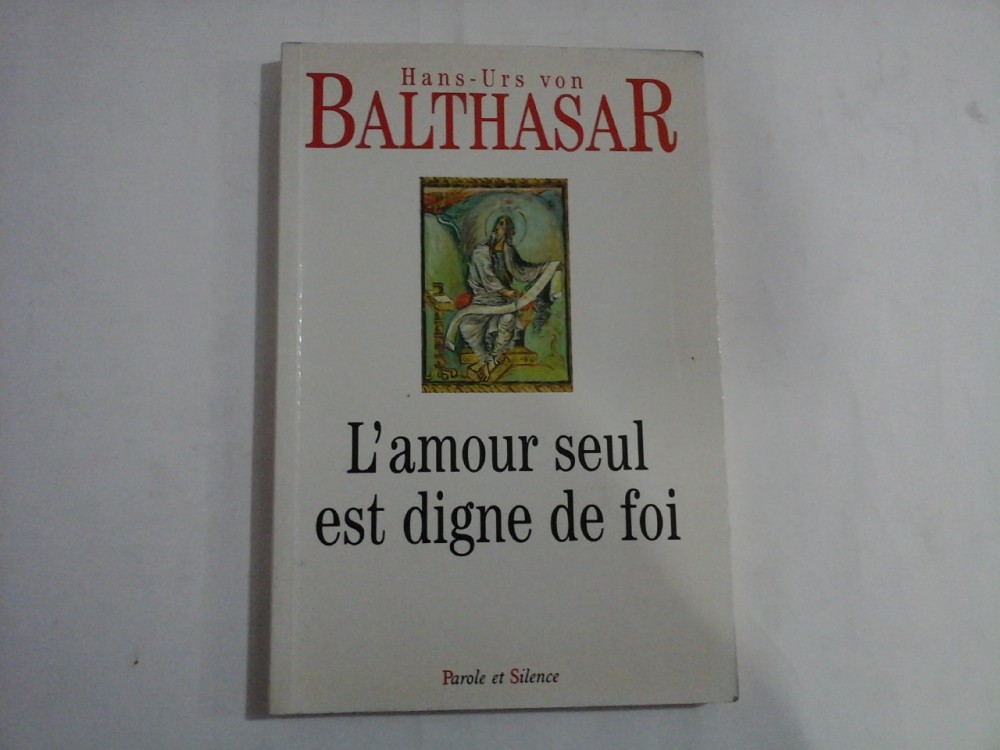 Hans-Urs von
BALTHASAR
L'amour seul
est digne de foi
Parole et Silence